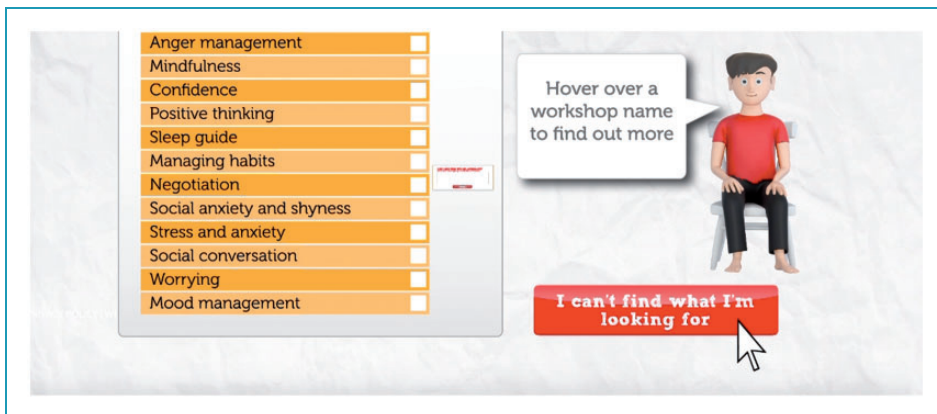 Anger management
Mindfulness
Confidence
Positive thinking
Sleep guide
Managing habits
Negotiation
Social anxiety and shyness
Stress and anxiety
Social conversation
Worrying
Mood management
Hover over a
workshop name
to find out more
I can't find what I'm
looking for